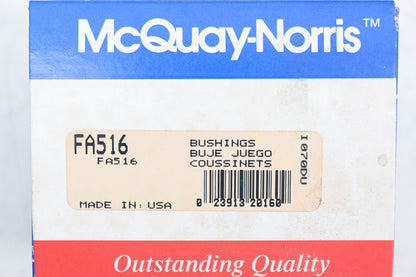 McQuay-Norris™
FA516
FA516
BUSHINGS
BUJE JUEGO
COUSSINETS
I070DU
MADE IN: USA
0 23913 20160
Outstanding Quality